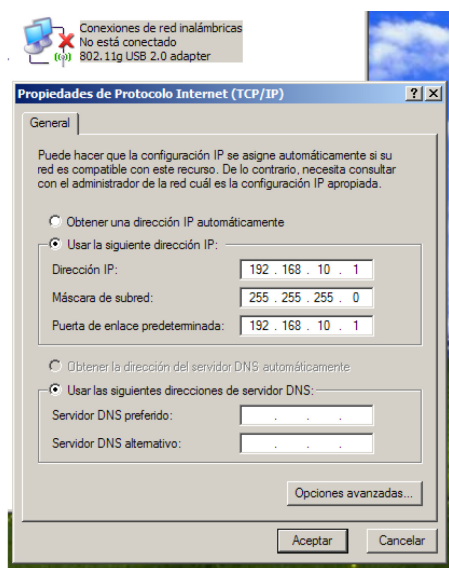 Conexiones de red inalámbricas
No está conectado
802.11g USB 2.0 adapter
Propiedades de Protocolo Internet (TCP/IP)
General
Puede hacer que la configuración IP se asigne automáticamente si su
red es compatible con este recurso. De lo contrario, necesita consultar
con el administrador de la red cuál es la configuración IP apropiada.
Obtener una dirección IP automáticamente
Usar la siguiente dirección IP:
Dirección IP: 192 . 168 . 10 . 1
Máscara de subred: 255 . 255 . 255 . 0
Puerta de enlace predeterminada: 192 . 168 . 10 . 1
Obtener la dirección del servidor DNS automáticamente
Usar las siguientes direcciones de servidor DNS:
Servidor DNS preferido: . . .
Servidor DNS alternativo: . . .
Opciones avanzadas...
Aceptar Cancelar